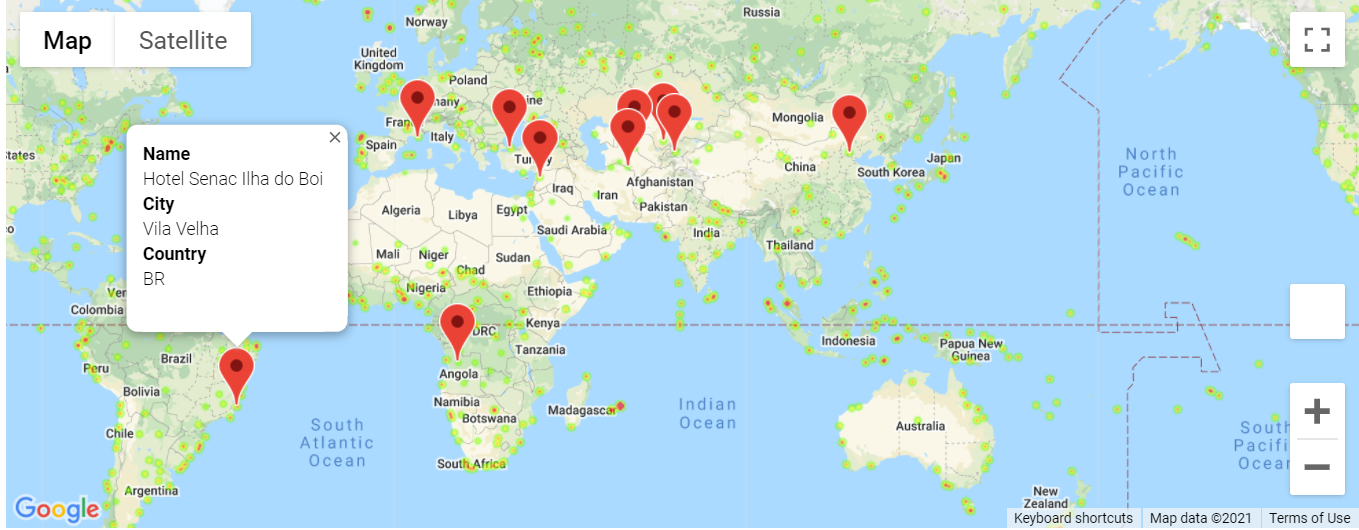 Map
Satellite
Norway
Russia
United
Kingdom
Poland
many
ine
Fran
Italy
Spain
Turkey
Mongolia
China
Japan
South Korea
North
Pacific
Ocean
tates
Name
Hotel Senac Ilha do Boi
City
Vila Velha
Country
BR
Iraq
Iran
Afghanistan
Pakistan
Algeria
Libya
Egypt
Saudi Arabia
India
Thailand
co
Mali
Niger
Chad
Sudan
Nigeria
Ethiopia
Ven
Colombia
DRC
Kenya
Tanzania
Indonesia
Papua New
Guinea
Brazil
Peru
Bolivia
Angola
Namibia
Botswana
Madagascar
Indian
Ocean
Australia
Chile
South
Atlantic
Ocean
South
Pacifi
Ocean
South Africa
Argentina
New
Zealand
Google
Keyboard shortcuts
Map data ©2021
Terms of Use